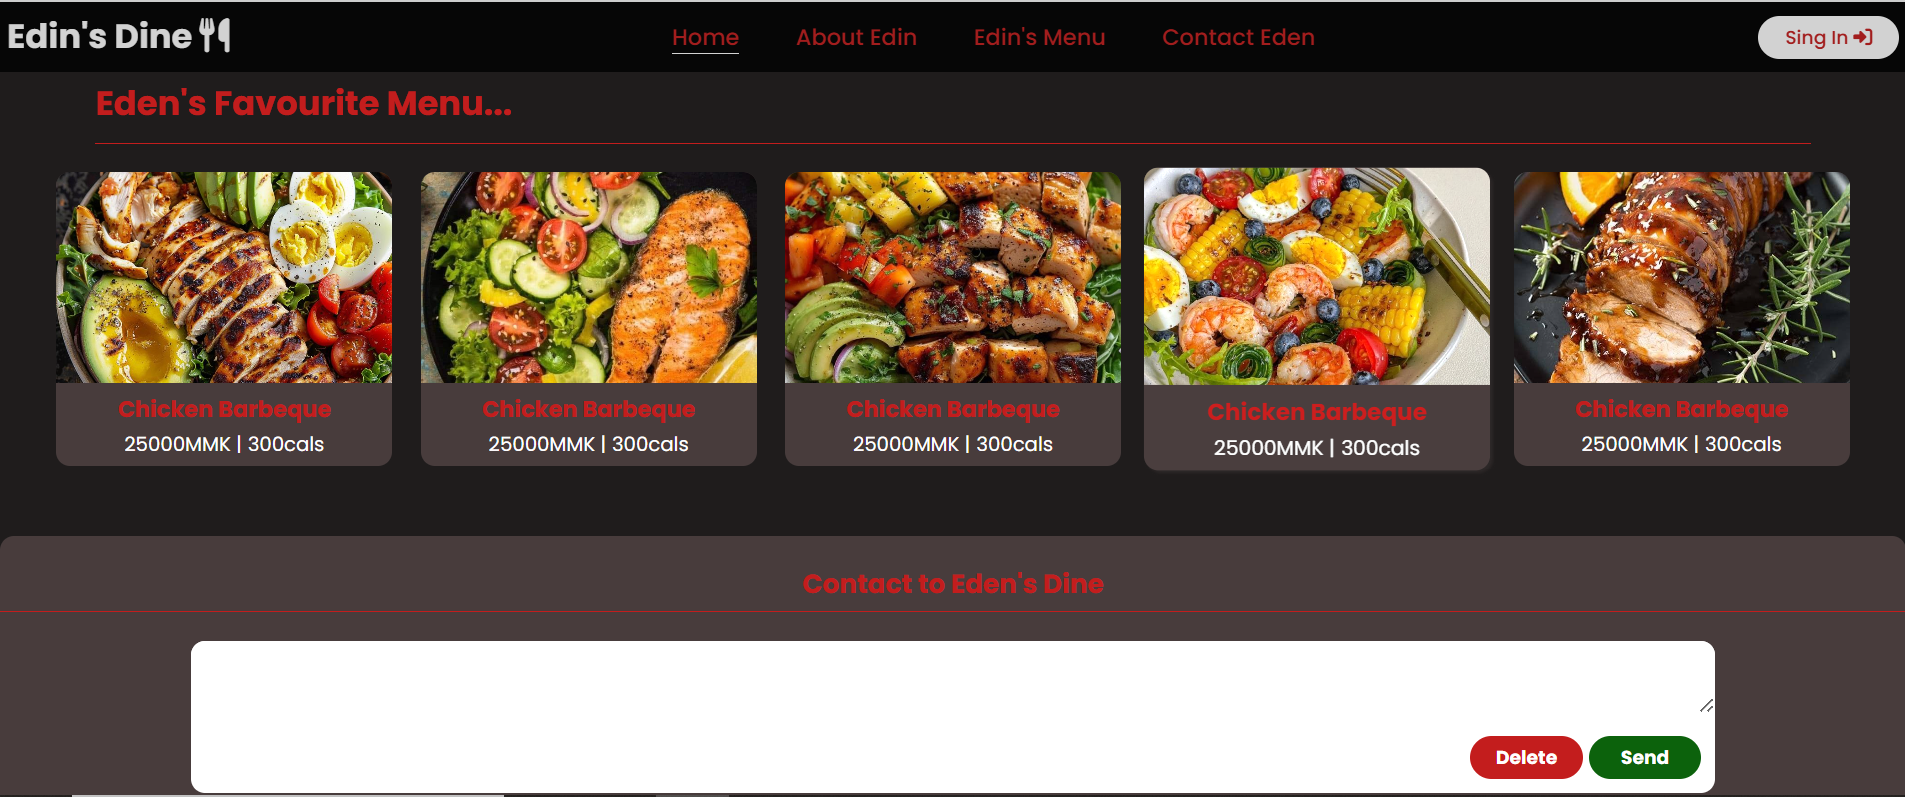 Edin's Dine
Home About Edin Edin's Menu Contact Eden
Sing In
Eden's Favourite Menu...
Chicken Barbeque
25000MMK | 300cals
Chicken Barbeque
25000MMK | 300cals
Chicken Barbeque
25000MMK | 300cals
Chicken Barbeque
25000MMK | 300cals
Chicken Barbeque
25000MMK | 300cals
Contact to Eden's Dine
Delete Send